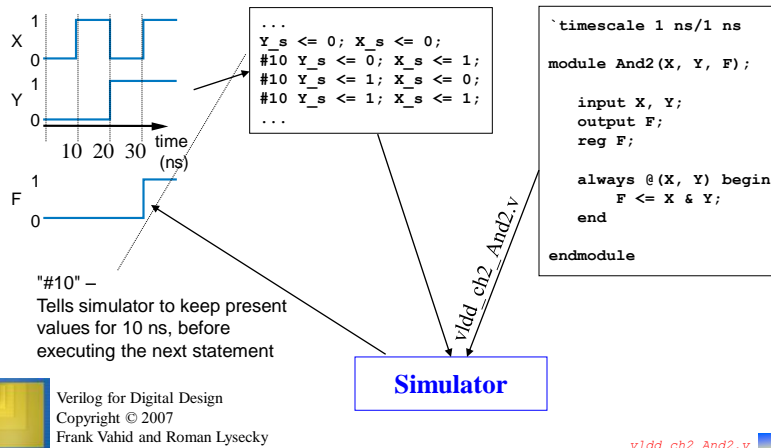 1
X
0
1
Y
0
time
(ns)
10 20 30
1
F
0
...
Y_s <= 0; X_s <= 0;
#10 Y_s <= 0; X_s <= 1;
#10 Y_s <= 1; X_s <= 0;
#10 Y_s <= 1; X_s <= 1;
...
`timescale 1 ns/1 ns
module And2(X, Y, F);
input X, Y;
output F;
reg F;
always @(X, Y) begin
F <= X & Y;
end
endmodule
"#10" –
Tells simulator to keep present
values for 10 ns, before
executing the next statement
vldd_ch2_And2.v
Simulator
Verilog for Digital Design
Copyright © 2007
Frank Vahid and Roman Lysecky
vldd_ch2_And2.v